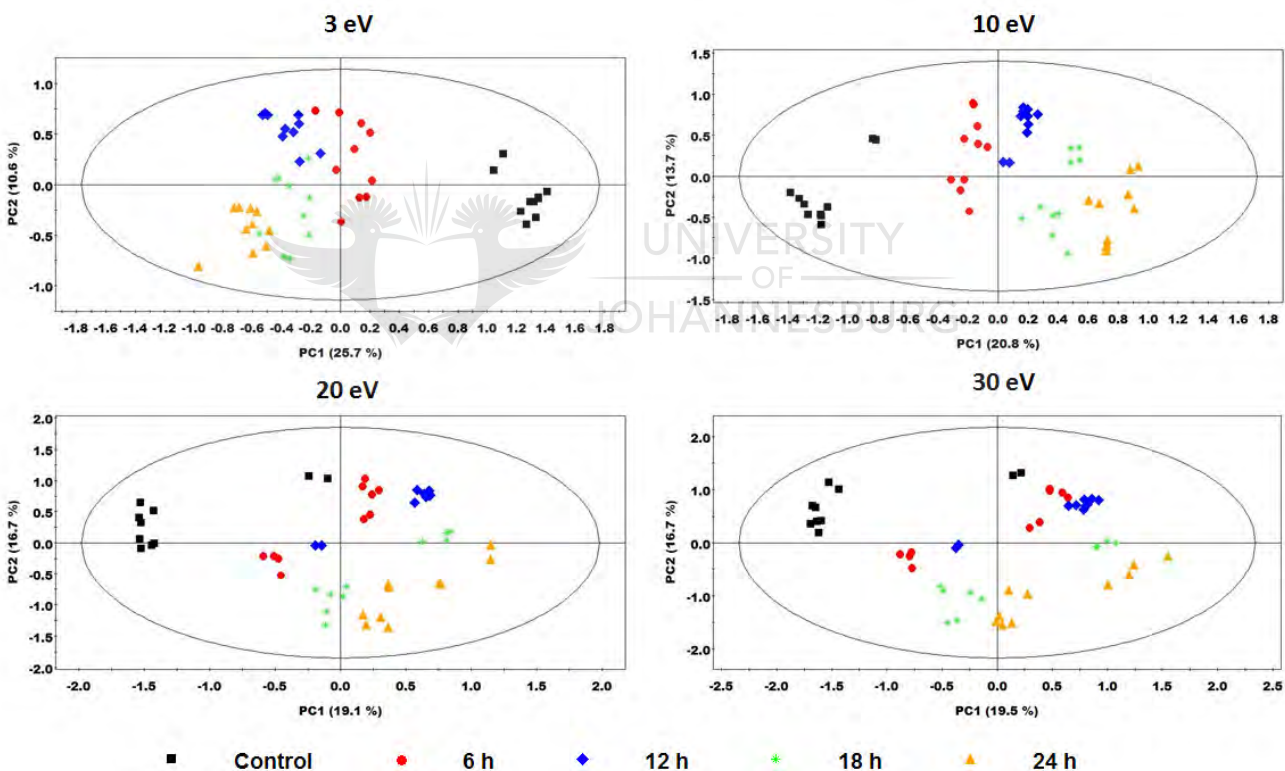 3 eV
10 eV
PC2 (10.6 %)
1.0
0.5
0.0
-0.5
-1.0
-1.8 -1.6 -1.4 -1.2 -1.0 -0.8 -0.6 -0.4 -0.2 0.0 0.2 0.4 0.6 0.8 1.0 1.2 1.4 1.6 1.8
PC1 (25.7 %)
PC2 (13.7 %)
1.5
1.0
0.5
0.0
-0.5
-1.0
-1.5
-1.8 -1.6 -1.4 -1.2 -1.0 -0.8 -0.6 -0.4 -0.2 0.0 0.2 0.4 0.6 0.8 1.0 1.2 1.4 1.6 1.8
PC1 (20.8 %)
UNIVERSITY
OF
JOHANNESBURG
20 eV
30 eV
PC2 (16.7 %)
2.0
1.5
1.0
0.5
0.0
-0.5
-1.0
-1.5
-2.0
-2.0 -1.5 -1.0 -0.5 0.0 0.5 1.0 1.5 2.0
PC1 (19.1 %)
PC2 (16.7 %)
2.0
1.0
0.0
-1.0
-2.0
-2.5 -2.0 -1.5 -1.0 -0.5 0.0 0.5 1.0 1.5 2.0 2.5
PC1 (19.5 %)
Control 6 h 12 h 18 h 24 h